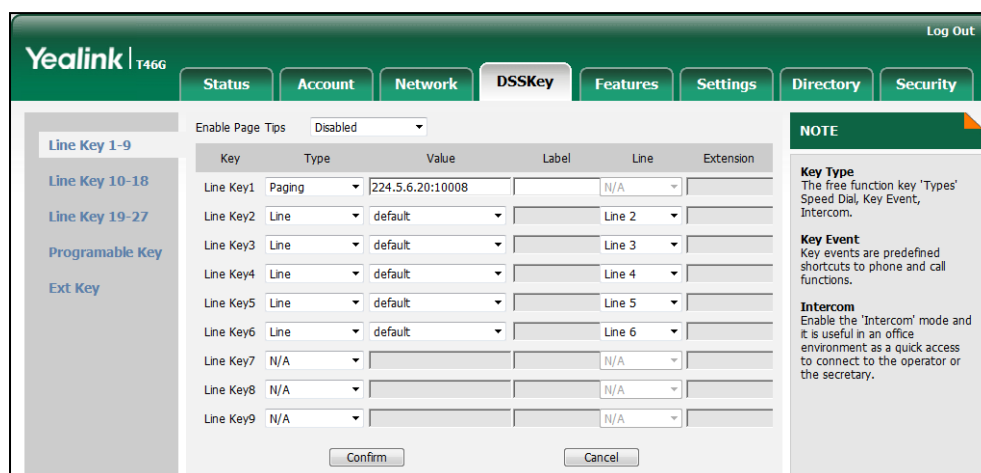 Log Out
Yealink | T46G
Status Account Network DSSKey Features Settings Directory Security
Line Key 1-9
Line Key 10-18
Line Key 19-27
Programable Key
Ext Key
Enable Page Tips Disabled
Key Type Value Label Line Extension
Line Key1 Paging 224.5.6.20:10008 N/A
Line Key2 Line default Line 2
Line Key3 Line default Line 3
Line Key4 Line default Line 4
Line Key5 Line default Line 5
Line Key6 Line default Line 6
Line Key7 N/A N/A
Line Key8 N/A N/A
Line Key9 N/A N/A
Confirm Cancel
NOTE
Key Type
The free function key 'Types'
Speed Dial, Key Event,
Intercom.
Key Event
Key events are predefined
shortcuts to phone and call
functions.
Intercom
Enable the 'Intercom' mode and
it is useful in an office
environment as a quick access
to connect to the operator or
the secretary.